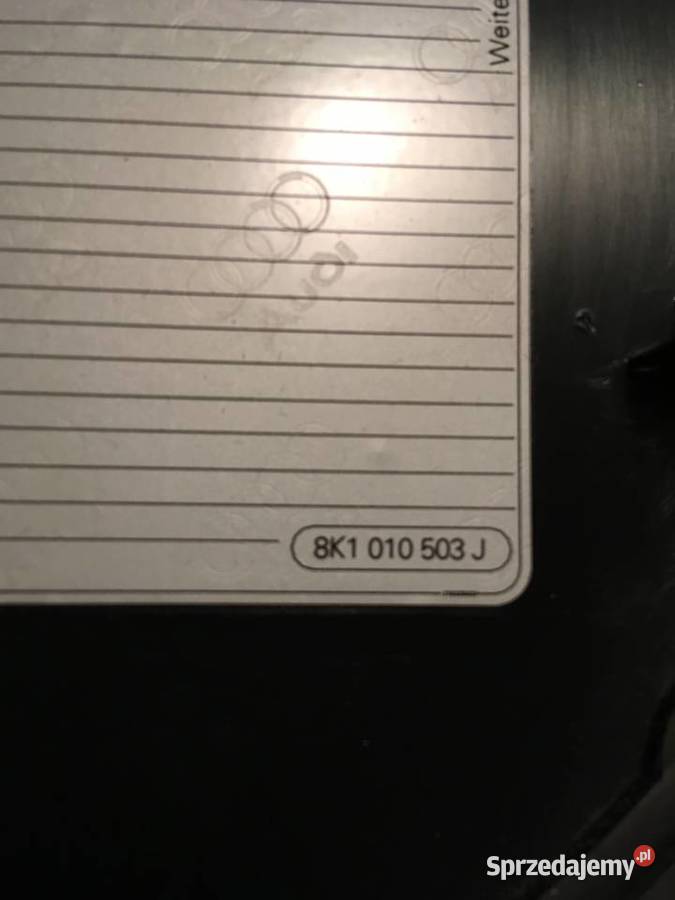 Weite
Audi
8K1 010 503 J
Sprzedajemy.pl